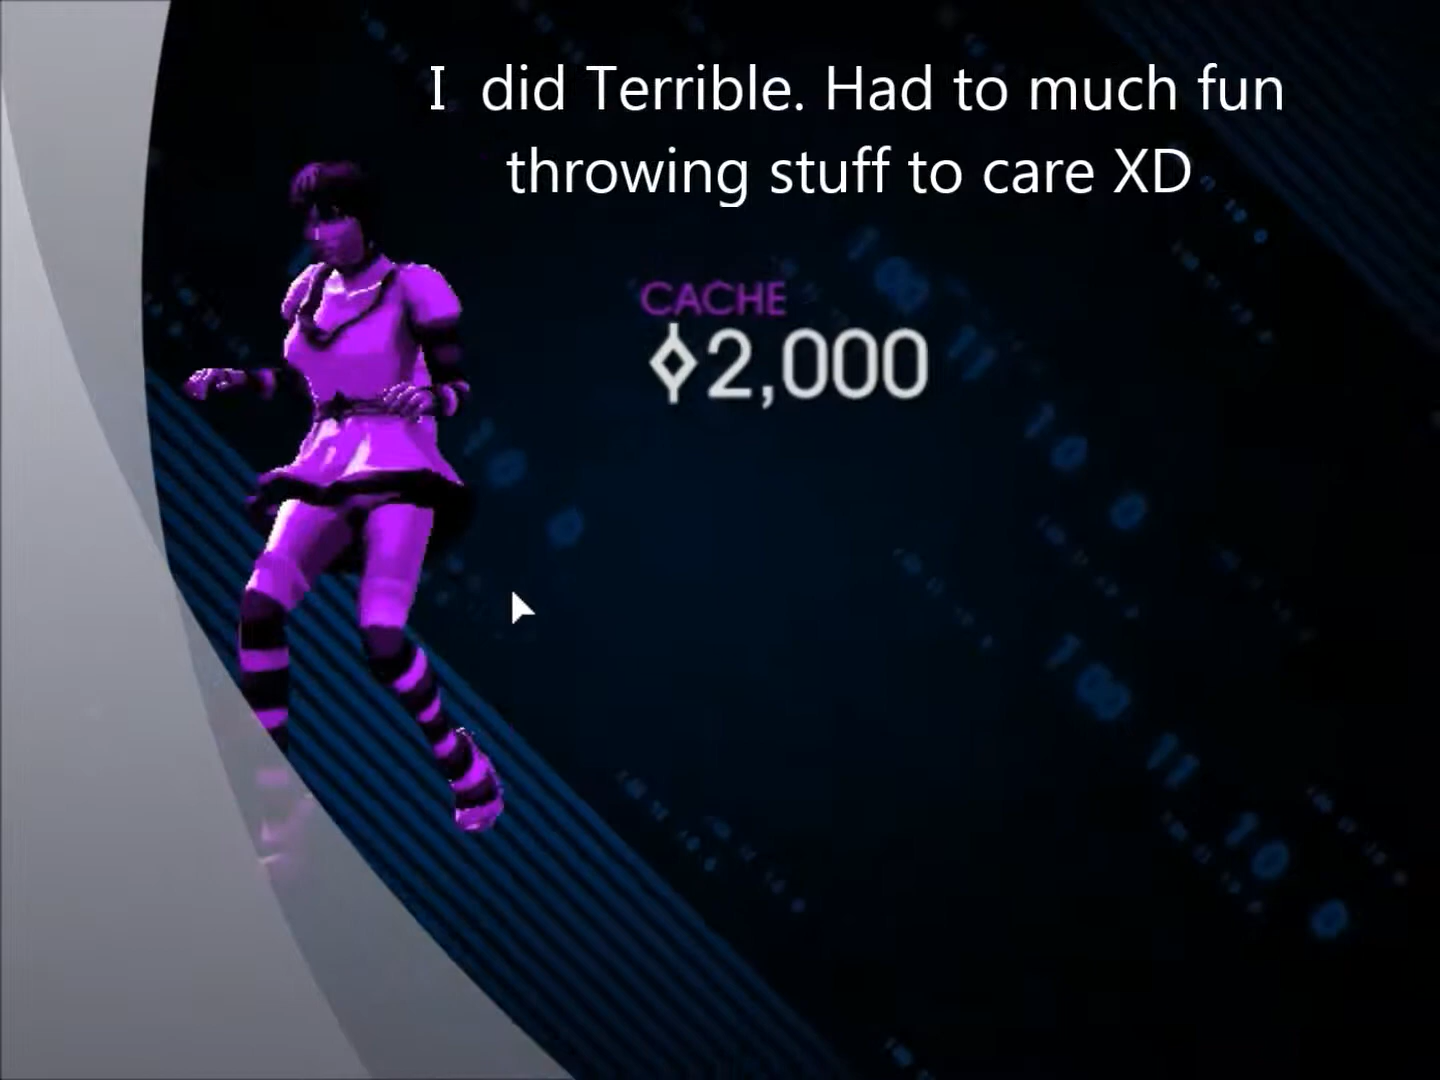 I  did Terrible. Had to much fun
throwing stuff to care XD
CACHE
2,000